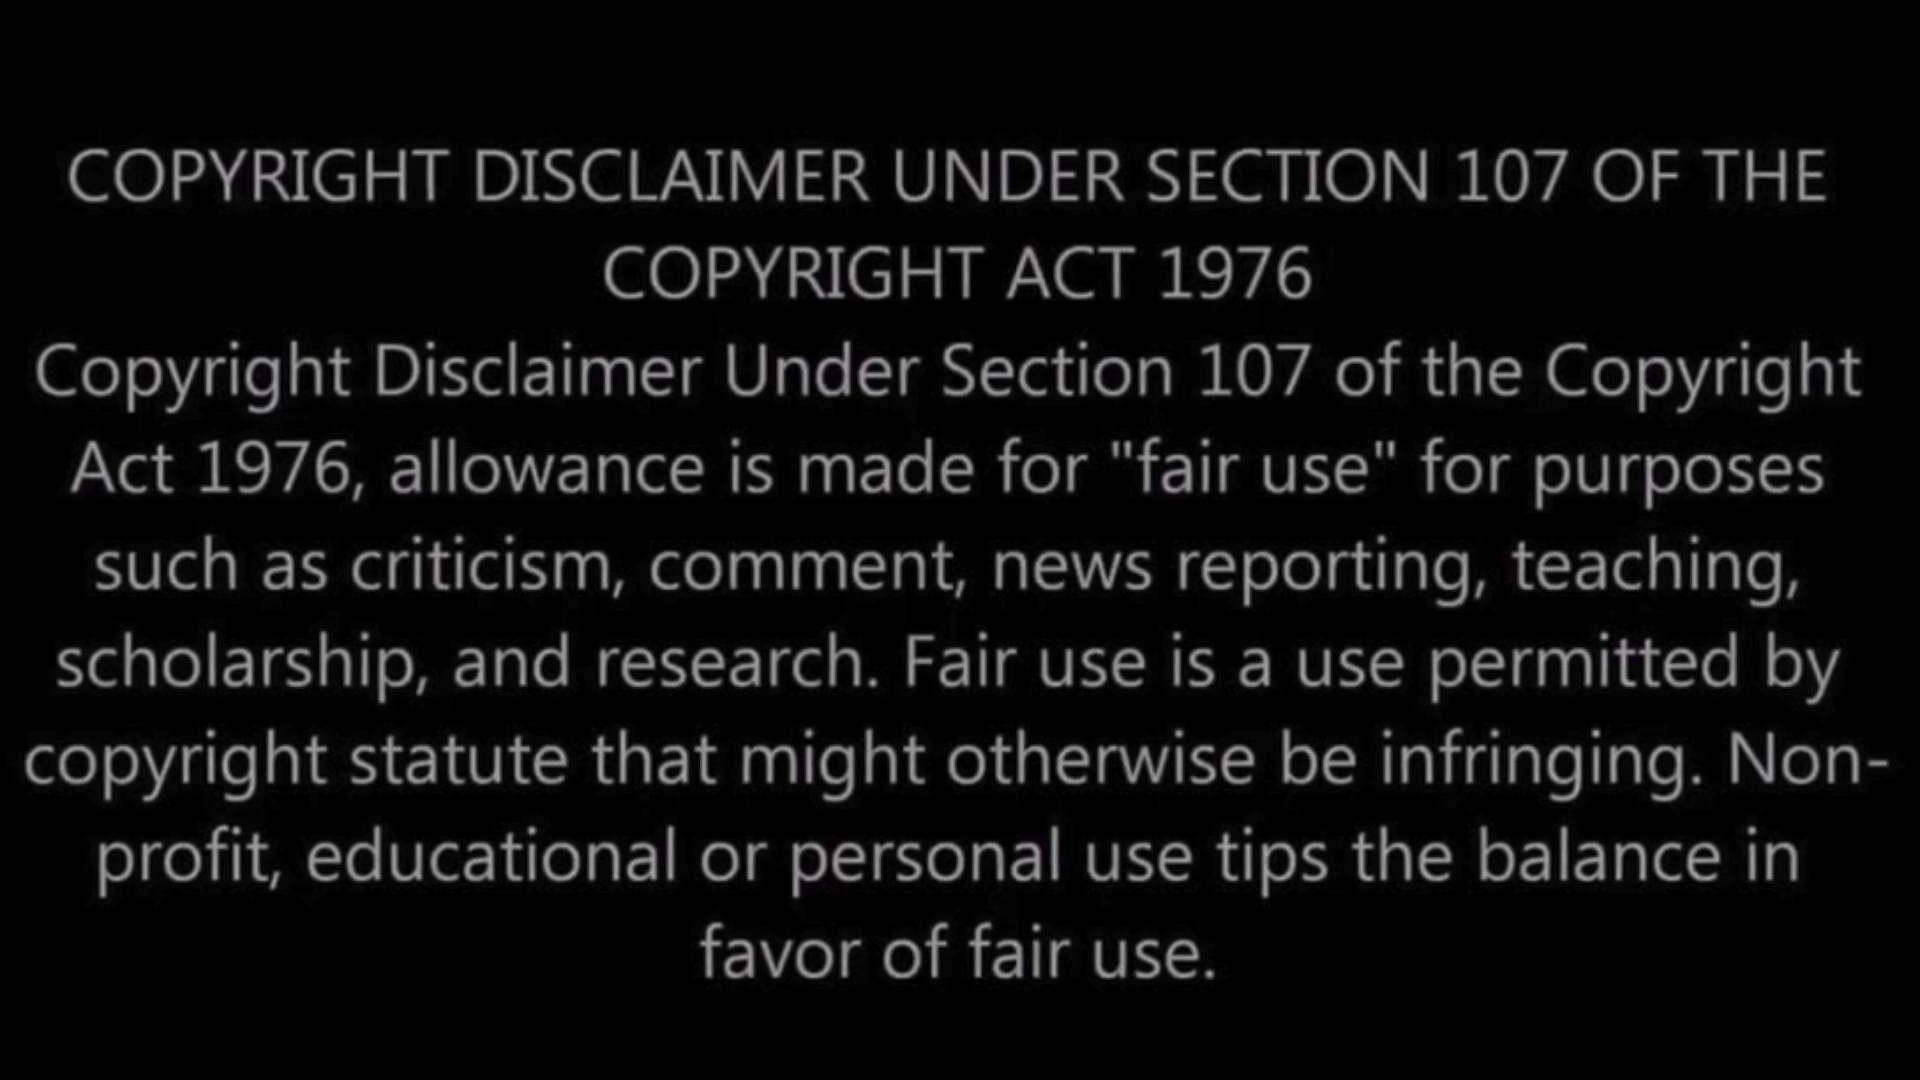 COPYRIGHT DISCLAIMER UNDER SECTION 107 OF THE
COPYRIGHT ACT 1976
Copyright Disclaimer Under Section 107 of the Copyright
Act 1976, allowance is made for "fair use" for purposes
such as criticism, comment, news reporting, teaching,
scholarship, and research. Fair use is a use permitted by
copyright statute that might otherwise be infringing. Non-
profit, educational or personal use tips the balance in
favor of fair use.